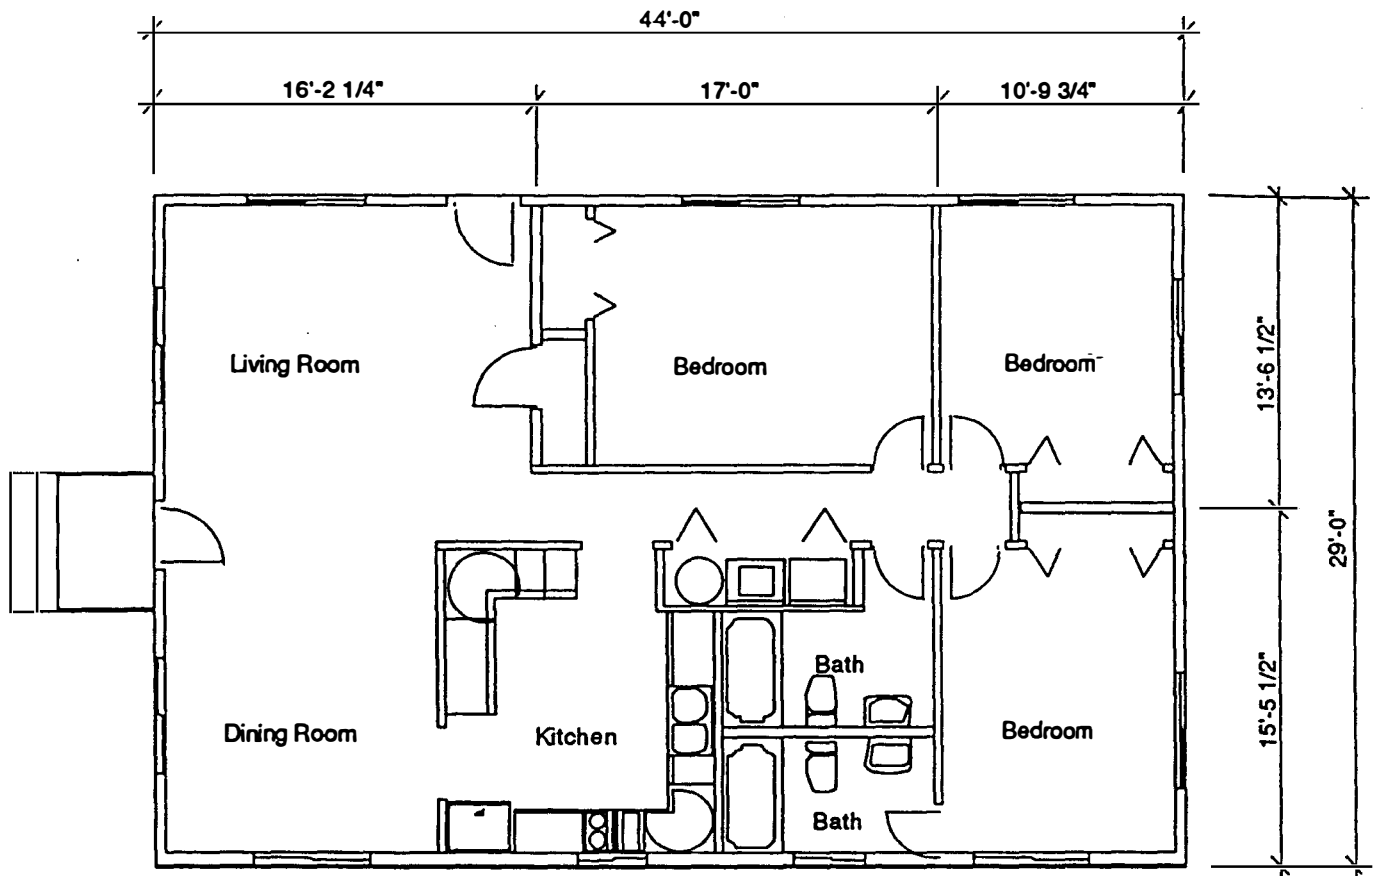 44'-0"
16'-2 1/4"
17'-0"
10'-9 3/4"
Living Room
Bedroom
Bedroom
13'-6 1/2"
29'-0"
Bath
15'-5 1/2"
Dining Room
Kitchen
Bedroom
Bath